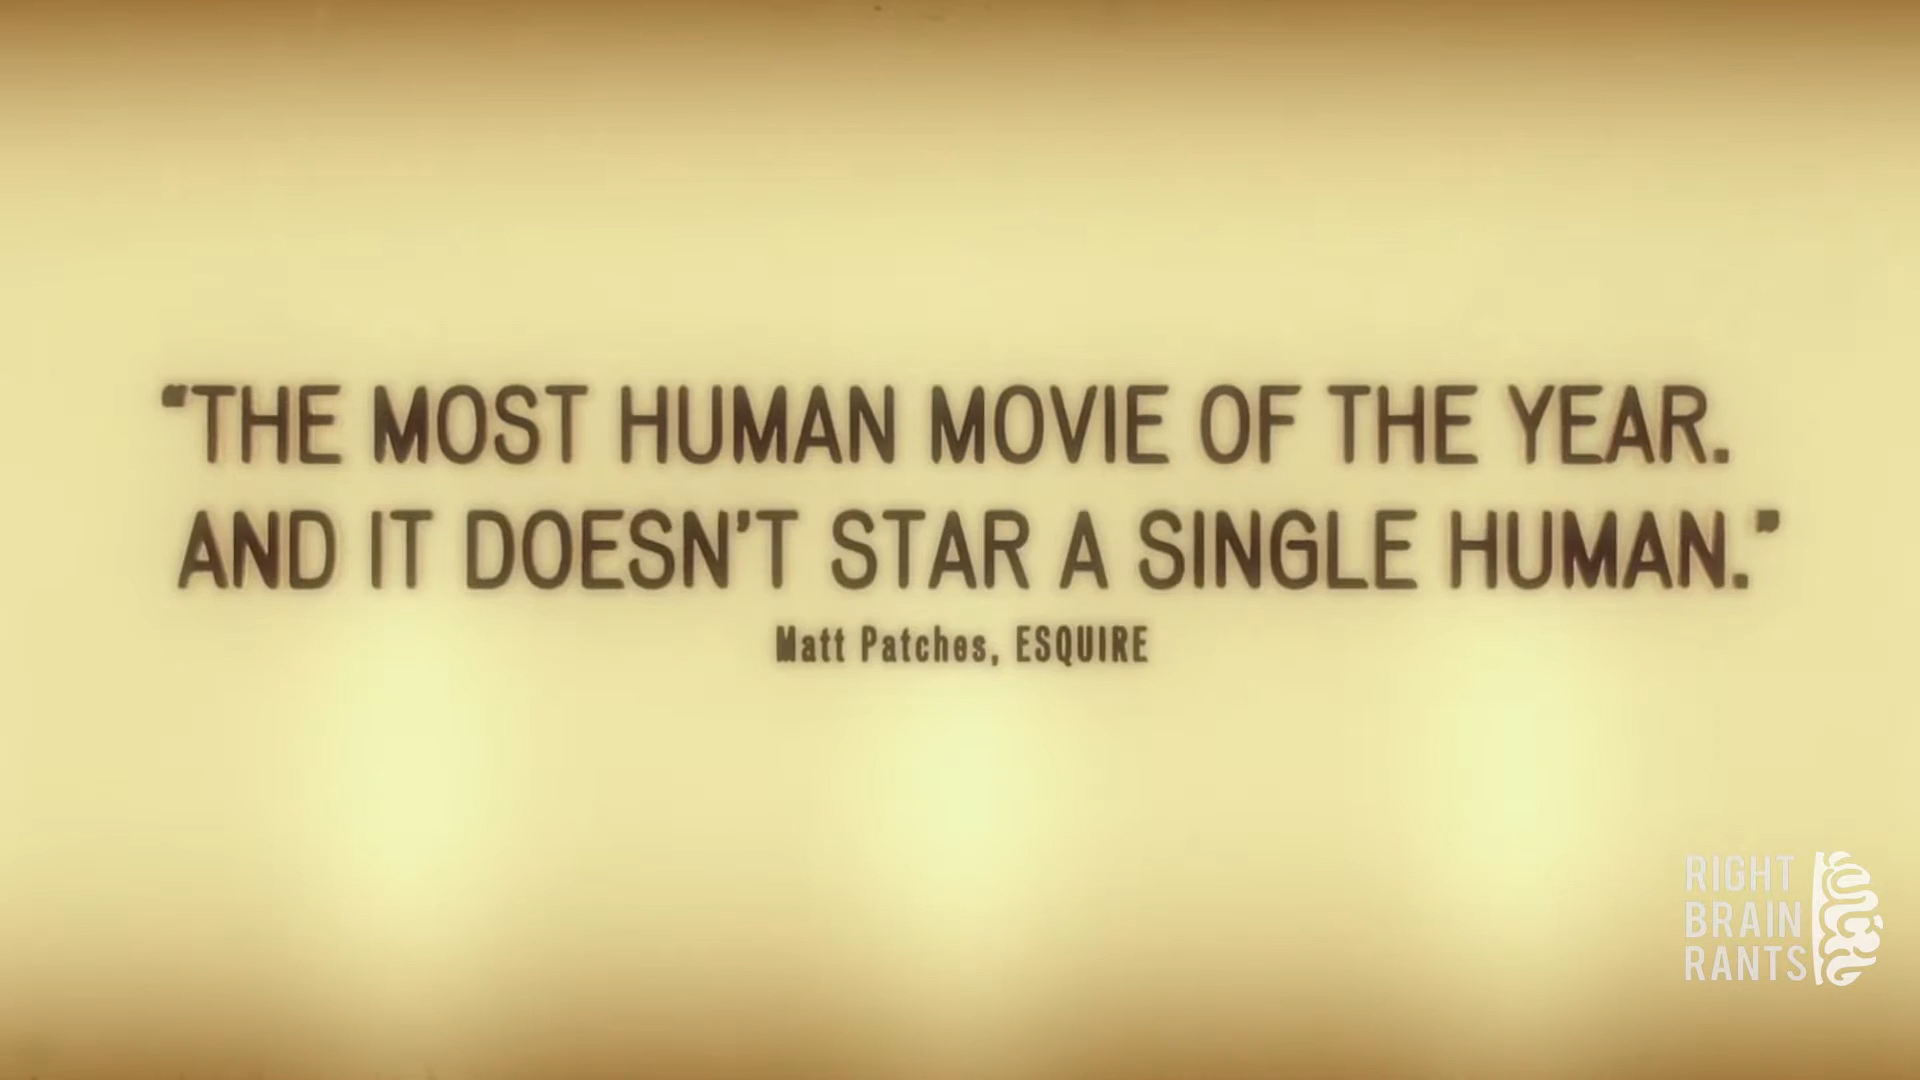 “THE MOST HUMAN MOVIE OF THE YEAR.
AND IT DOESN’T STAR A SINGLE HUMAN.”
Matt Patches, ESQUIRE
RIGHT
BRAIN
RANTS